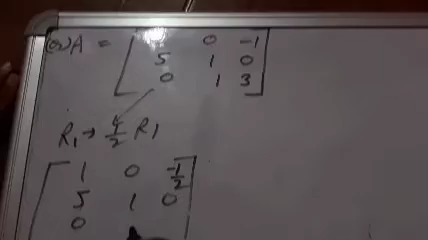 A = [ 0 -1
5 1 0
0 1 3 ]
R₁ → ½ R₁
[ 1 0 -1/2
5 1 0
0